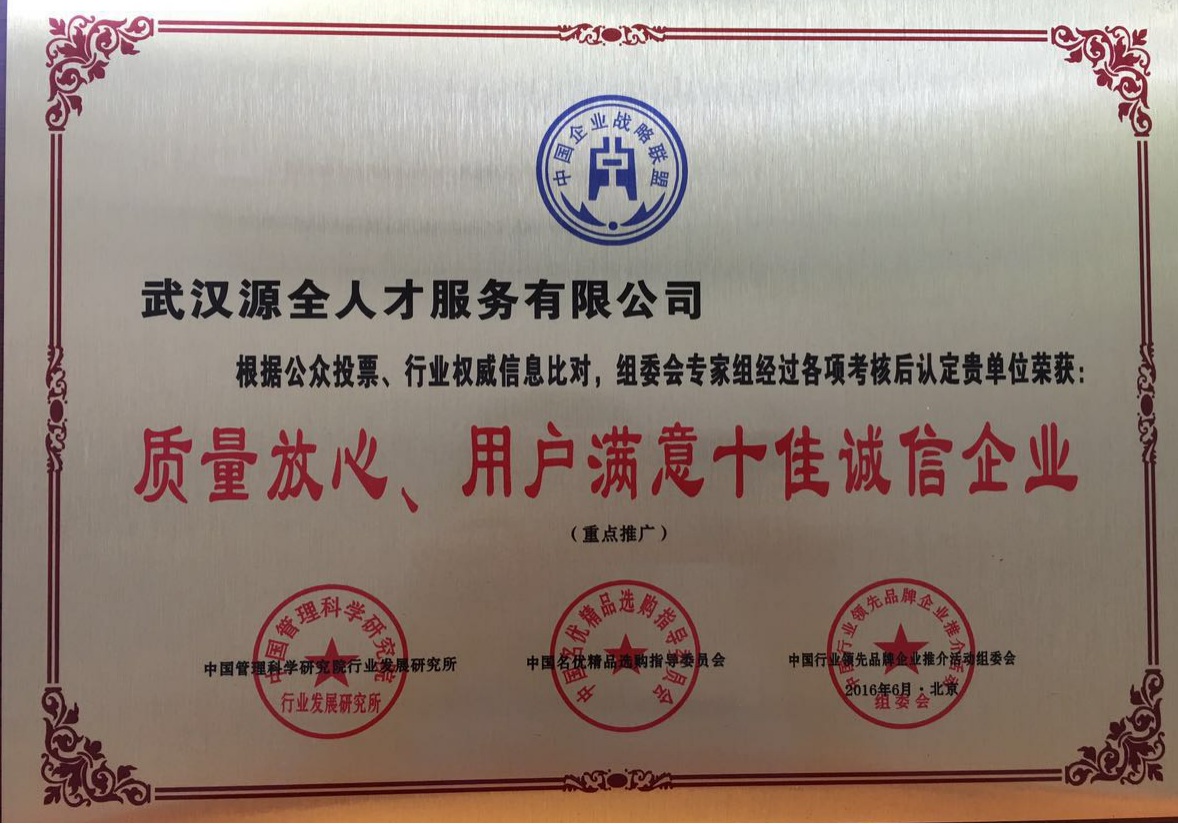 中国企业战略联盟
武汉源全人才服务有限公司
根据公众投票、行业权威信息比对，组委会专家组经过各项考核后认定贵单位荣获：
质量放心、用户满意十佳诚信企业
（重点推广）
中国管理科学研究院
中国管理科学研究院行业发展研究所
行业发展研究所
中国名优精品选购指导委员会
中国名优精品选购指导委员会
中国行业领先品牌企业推介活动
中国行业领先品牌企业推介活动组委会
2016年6月·北京
组委会